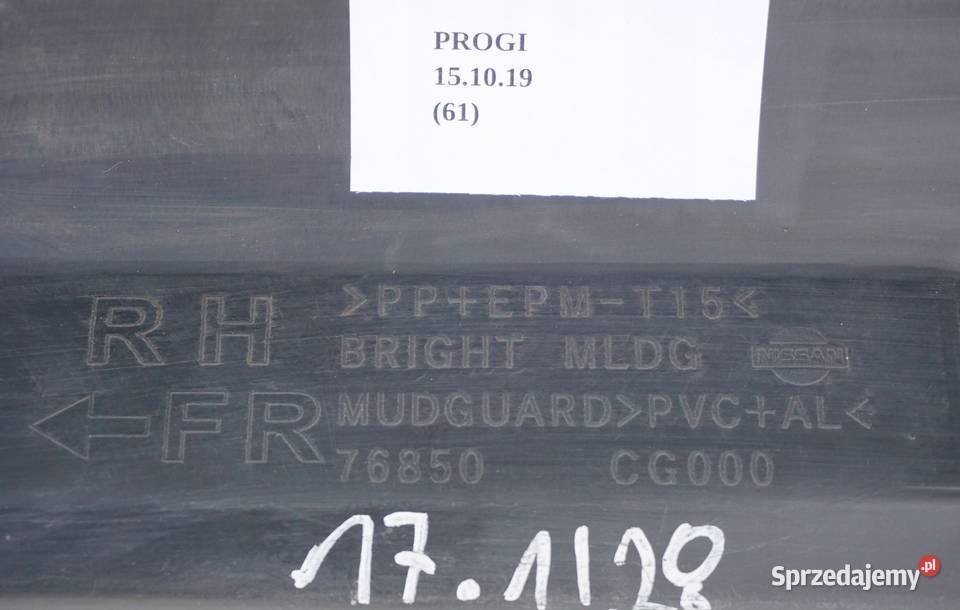 PROGI
15.10.19
(61)
RH
>PP+EPM-T15<
BRIGHT MLDG
NISSAN
FR
MUDGUARD>PVC+AL<
76850 CG000
17.1128
Sprzedajemy.pl